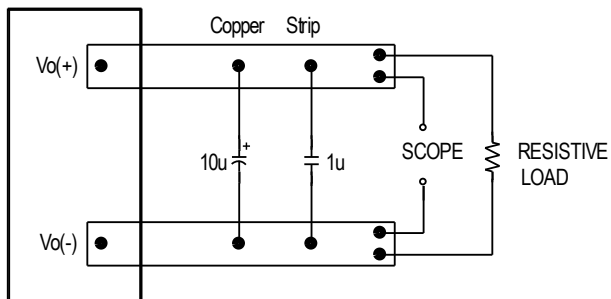 Copper Strip
Vo(+)
10u
+
1u
SCOPE
RESISTIVE
LOAD
Vo(-)